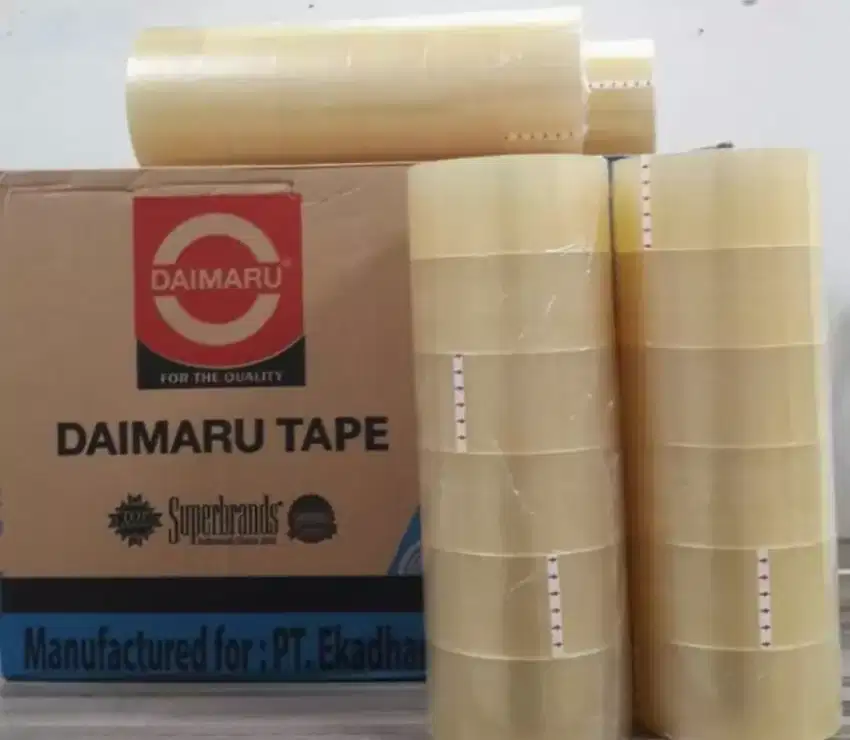 DAIMARU®
FOR THE QUALITY
DAIMARU TAPE
Superbrands
Manufactured for : PT. Ekadha